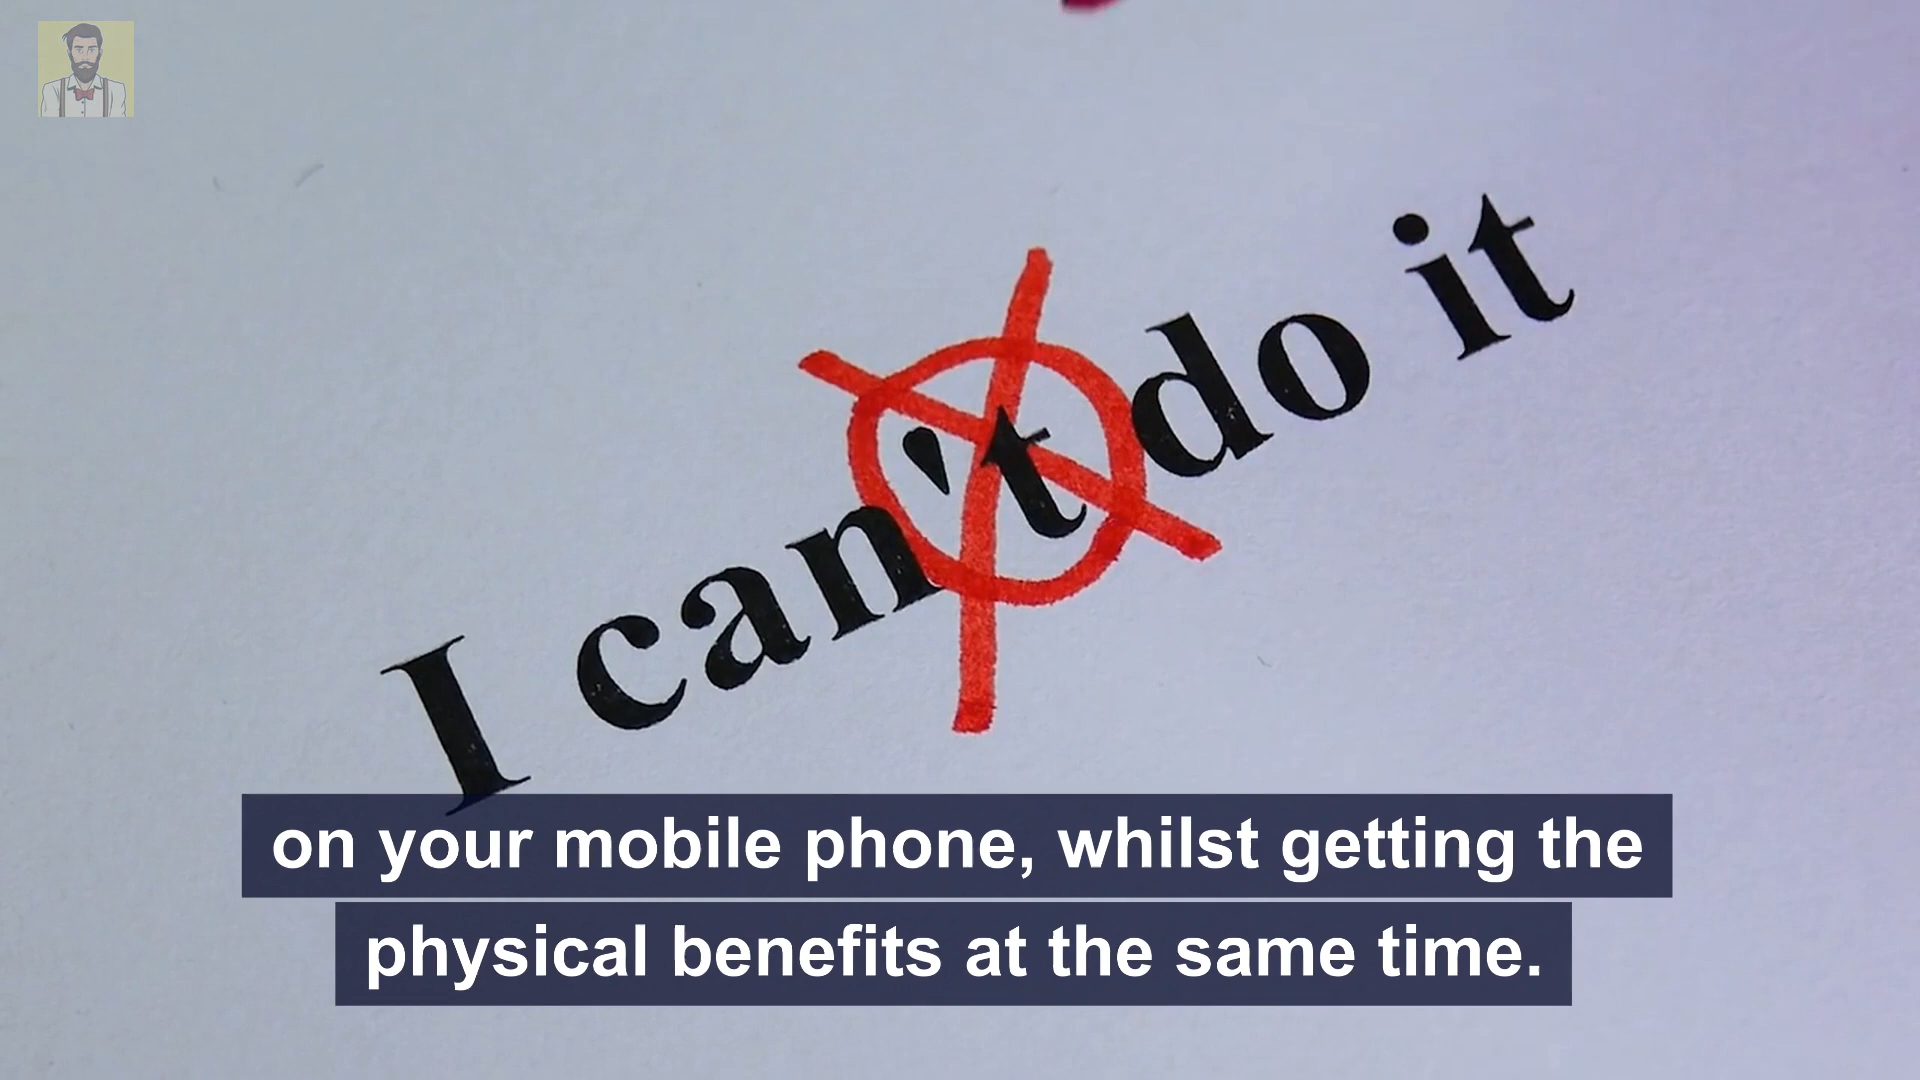 I can't do it
on your mobile phone, whilst getting the
physical benefits at the same time.